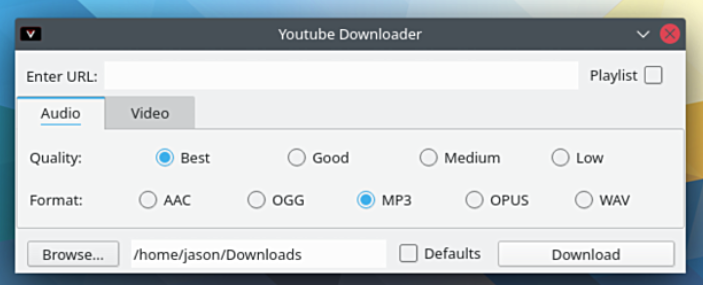 Youtube Downloader
Enter URL: Playlist
Audio Video
Quality: Best Good Medium Low
Format: AAC OGG MP3 OPUS WAV
Browse... /home/jason/Downloads Defaults Download